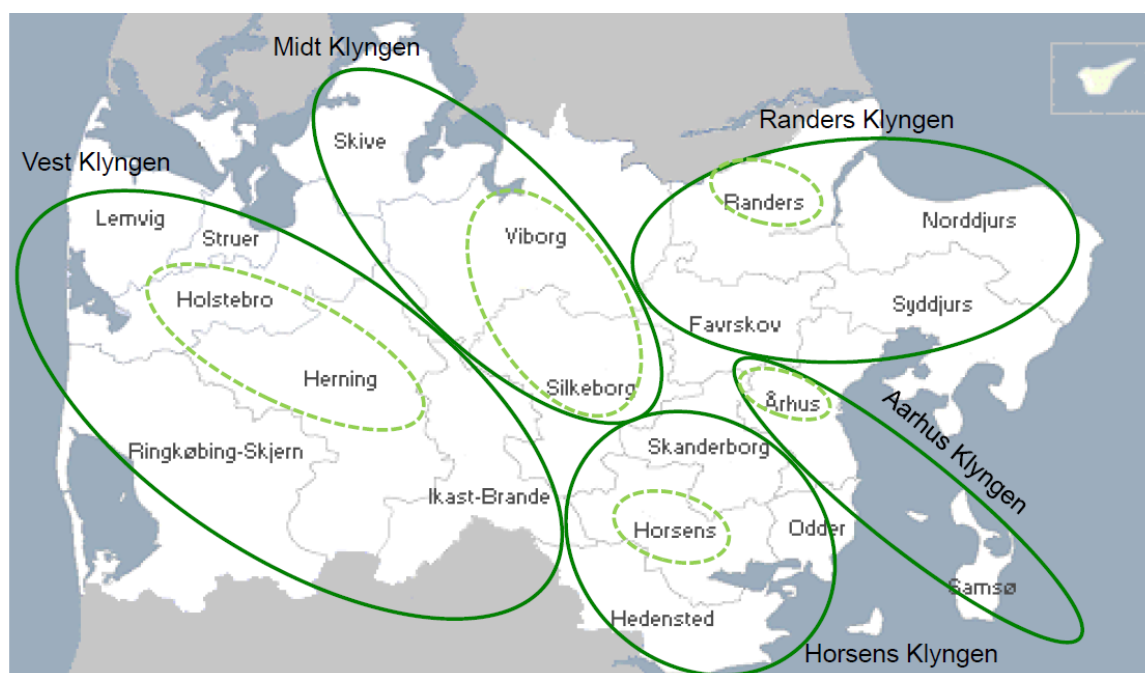 Midt Klyngen
Randers Klyngen
Skive
Vest Klyngen
Randers
Lemvig
Norddjurs
Struer
Viborg
Holstebro
Syddjurs
Favrskov
Herning
Silkeborg
Århus
Aarhus Klyngen
Ringkøbing-Skjern
Skanderborg
Ikast-Brande
Horsens
Odder
Samsø
Hedensted
Horsens Klyngen